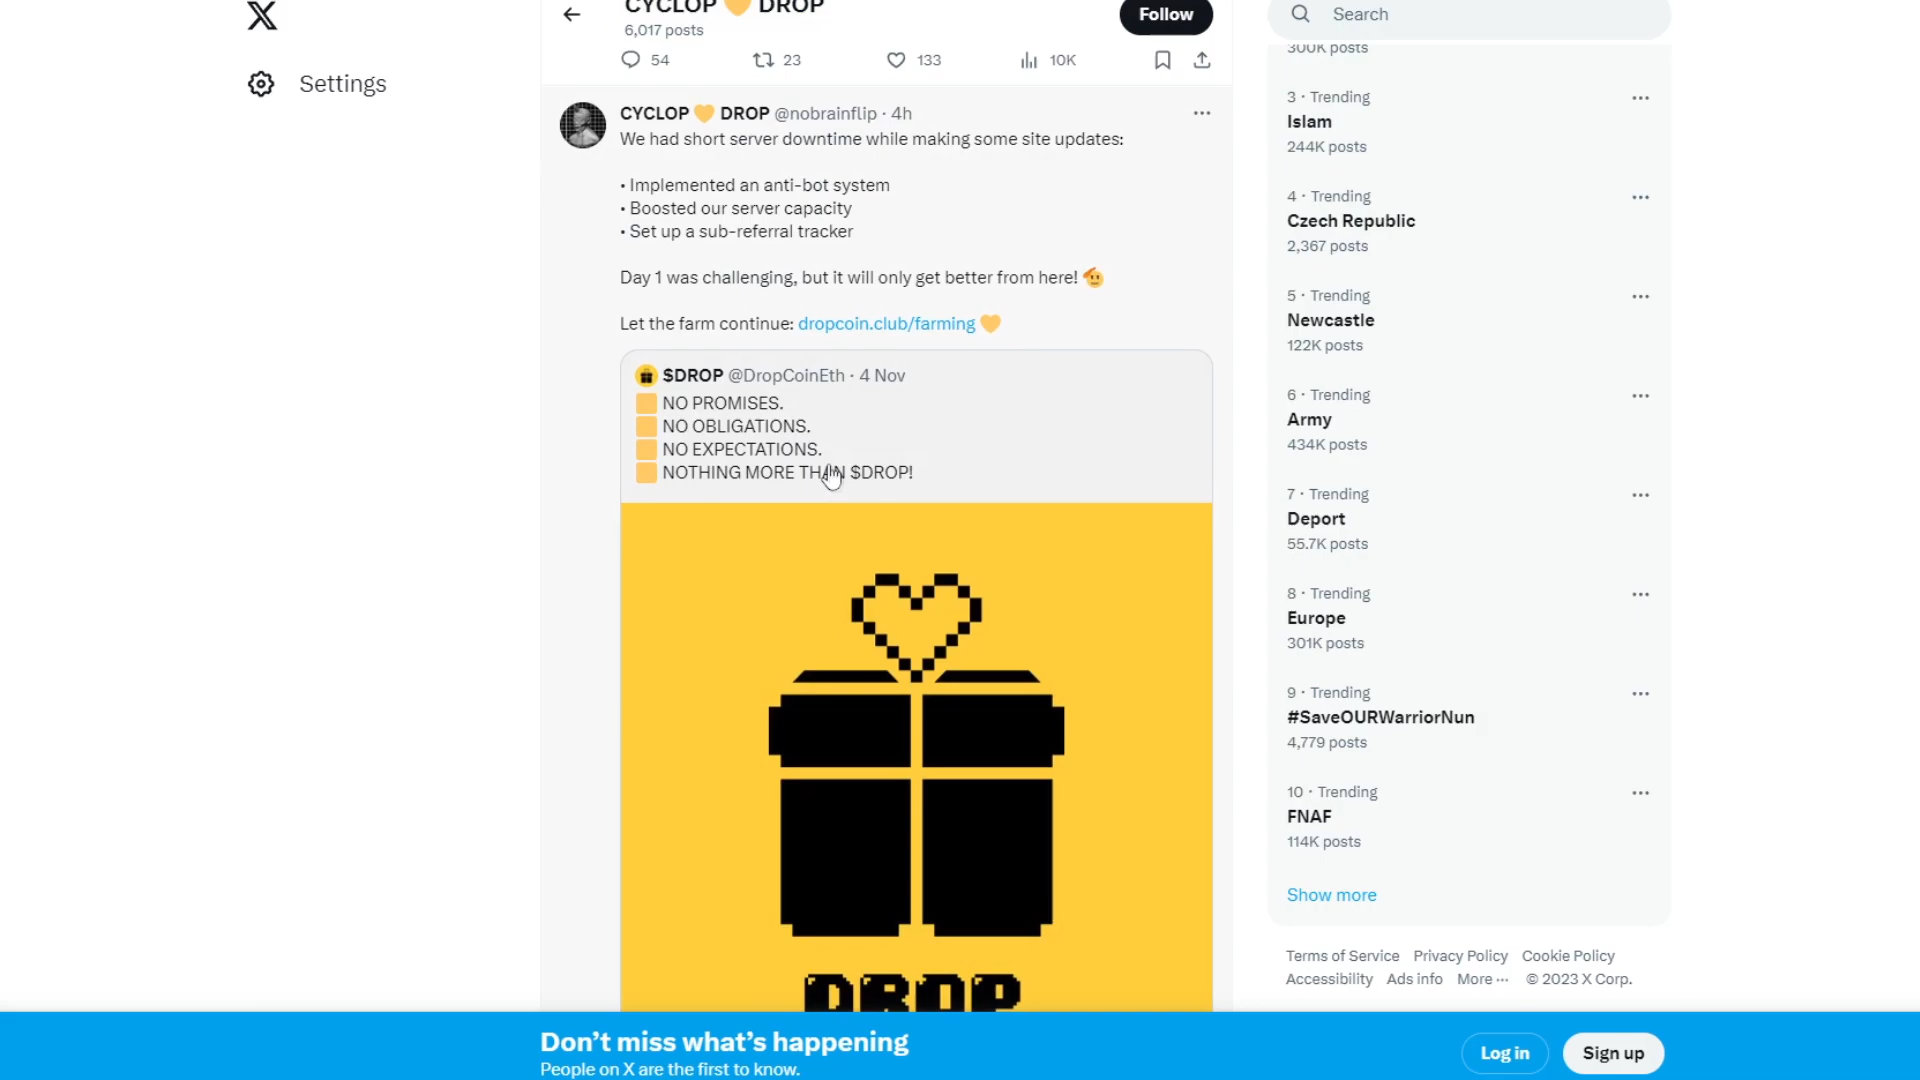 CYCLOP 💛 DROP
6,017 posts
Follow
54
23
133
10K
Settings
CYCLOP 💛 DROP @nobrainflip · 4h
We had short server downtime while making some site updates:
• Implemented an anti-bot system
• Boosted our server capacity
• Set up a sub-referral tracker
Day 1 was challenging, but it will only get better from here! 🫡
Let the farm continue: dropcoin.club/farming 💛
$DROP @DropCoinEth · 4 Nov
🟨 NO PROMISES.
🟨 NO OBLIGATIONS.
🟨 NO EXPECTATIONS.
🟨 NOTHING MORE THAN $DROP!
DROP
Search
300K posts
3 · Trending
Islam
244K posts
4 · Trending
Czech Republic
2,367 posts
5 · Trending
Newcastle
122K posts
6 · Trending
Army
434K posts
7 · Trending
Deport
55.7K posts
8 · Trending
Europe
301K posts
9 · Trending
#SaveOURWarriorNun
4,779 posts
10 · Trending
FNAF
114K posts
Show more
Terms of Service Privacy Policy Cookie Policy
Accessibility Ads info More ··· © 2023 X Corp.
Don’t miss what’s happening
People on X are the first to know.
Log in
Sign up